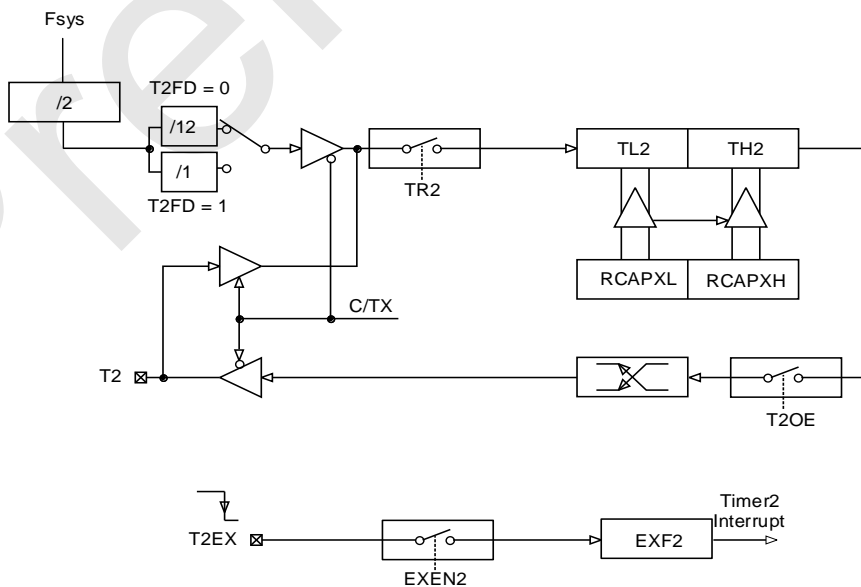 Fsys
/2
T2FD = 0
/12
/1
T2FD = 1
TR2
TL2
TH2
RCAPXL
RCAPXH
C/TX
T2
T2OE
T2EX
EXEN2
EXF2
Timer2
Interrupt
Prel